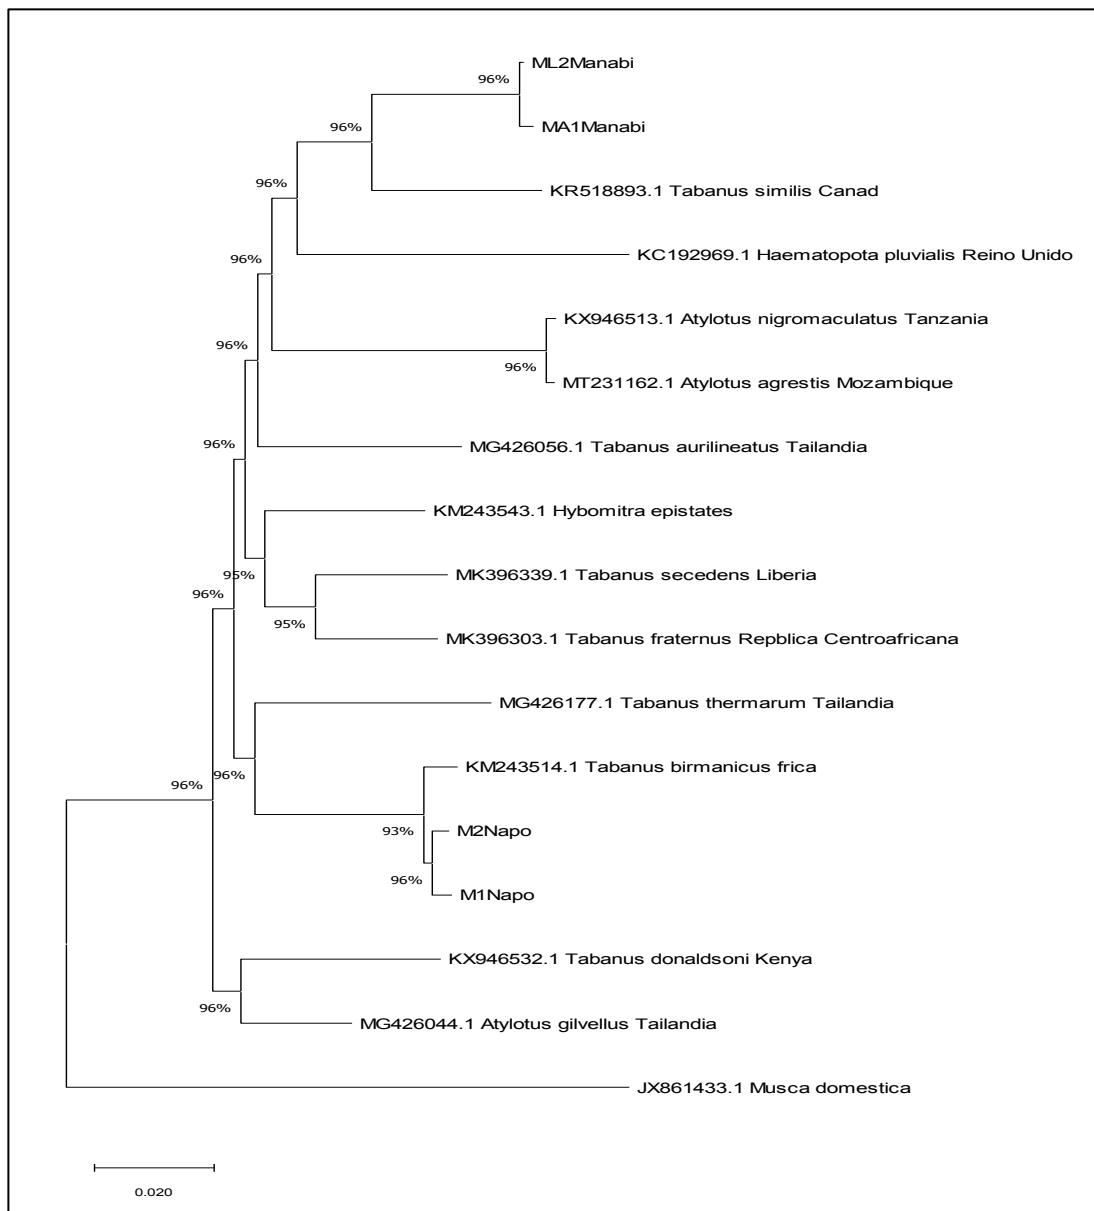 ML2Manabi
96%
MA1Manabi
96%
KR518893.1 Tabanus similis Canad
96%
KC192969.1 Haematopota pluvialis Reino Unido
96%
KX946513.1 Atylotus nigromaculatus Tanzania
96%
96%
MT231162.1 Atylotus agrestis Mozambique
96%
MG426056.1 Tabanus aurilineatus Tailandia
KM243543.1 Hybomitra epistates
95%
MK396339.1 Tabanus secedens Liberia
96%
95%
MK396303.1 Tabanus fraternus Repblica Centroafricana
MG426177.1 Tabanus thermarum Tailandia
KM243514.1 Tabanus birmanicus frica
96%
96%
93%
M2Napo
96%
M1Napo
KX946532.1 Tabanus donaldsoni Kenya
96%
MG426044.1 Atylotus gilvellus Tailandia
JX861433.1 Musca domestica
0.020